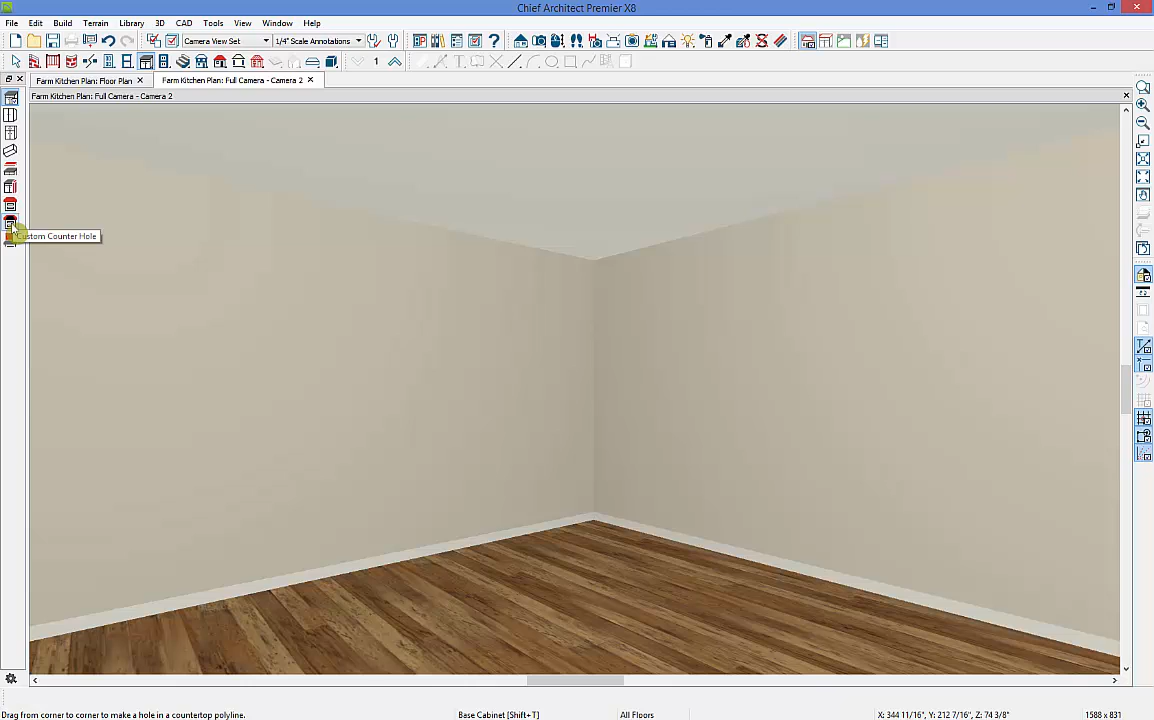 Chief Architect Premier X8
File Edit Build Terrain Library 3D CAD Tools View Window Help
Camera View Set 1/4" Scale Annotations
1
Farm Kitchen Plan: Floor Plan Farm Kitchen Plan: Full Camera - Camera 2
Farm Kitchen Plan: Full Camera - Camera 2
Custom Counter Hole
Drag from corner to corner to make a hole in a countertop polyline. Base Cabinet [Shift+T] All Floors X: 344 11/16", Y: 212 7/16", Z: 74 3/8" 1588 x 831